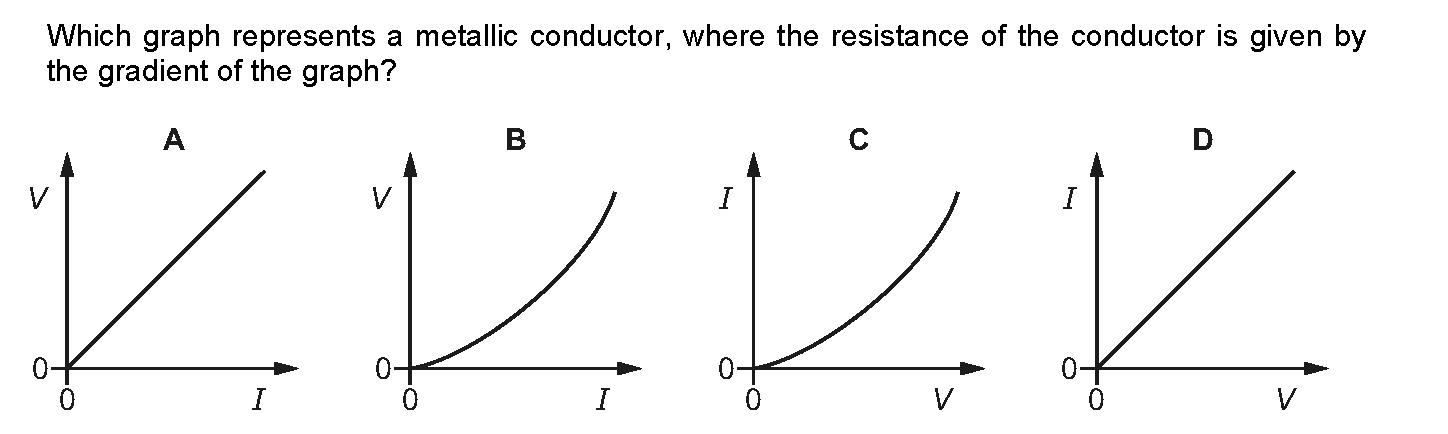 Which graph represents a metallic conductor, where the resistance of the conductor is given by
the gradient of the graph?
A B C D
V V I I
0 0 0 0
0 I 0 I 0 V 0 V